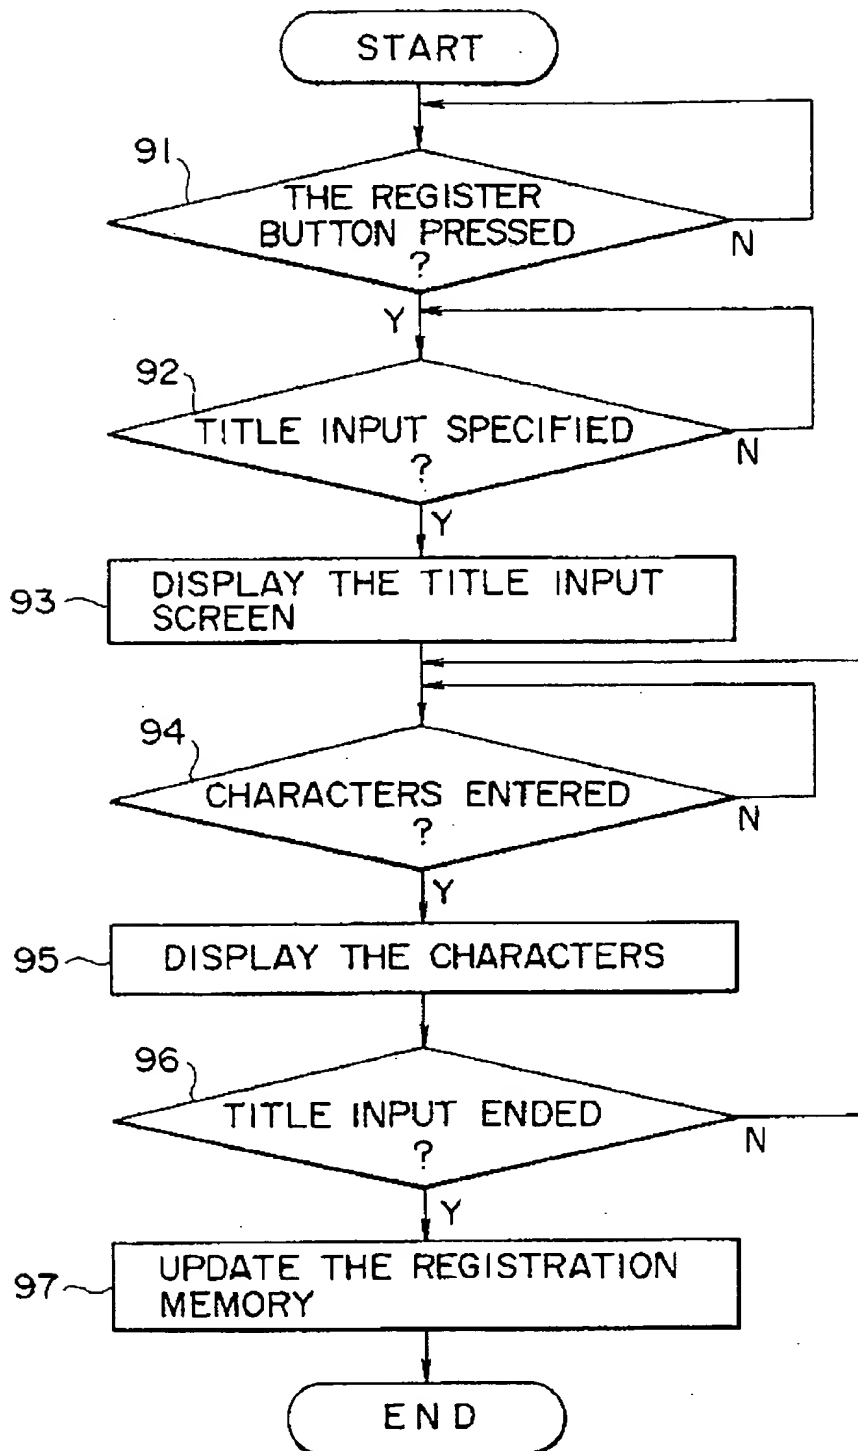 START
91
THE REGISTER
BUTTON PRESSED
?
N
Y
92
TITLE INPUT SPECIFIED
?
N
Y
93
DISPLAY THE TITLE INPUT
SCREEN
94
CHARACTERS ENTERED
?
N
Y
95
DISPLAY THE CHARACTERS
96
TITLE INPUT ENDED
?
N
Y
97
UPDATE THE REGISTRATION
MEMORY
END